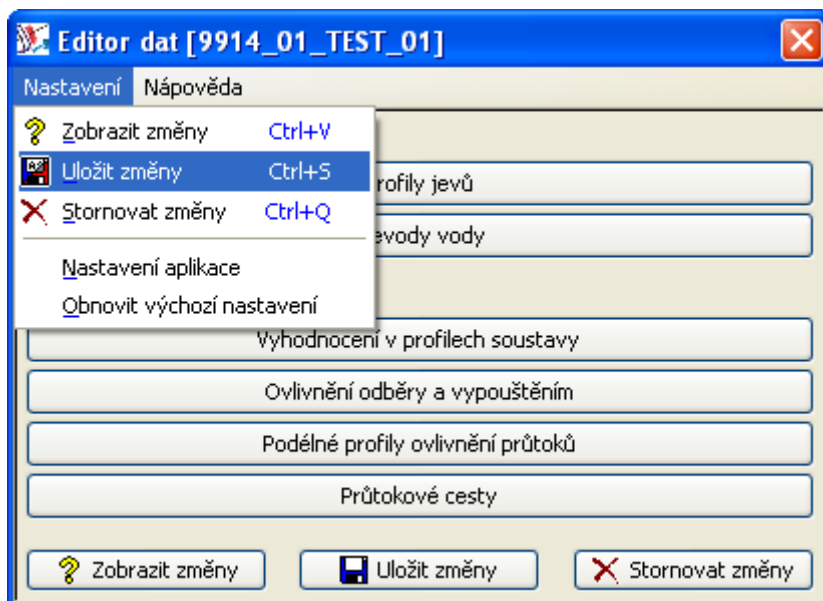 Editor dat [9914_01_TEST_01]
Nastavení Nápověda
Zobrazit změny Ctrl+V
Uložit změny Ctrl+S
Stornovat změny Ctrl+Q
Nastavení aplikace
Obnovit výchozí nastavení
rofily jevů
evody vody
Vyhodnocení v profilech soustavy
Ovlivnění odběry a vypouštěním
Podélné profily ovlivnění průtoků
Průtokové cesty
Zobrazit změny Uložit změny Stornovat změny